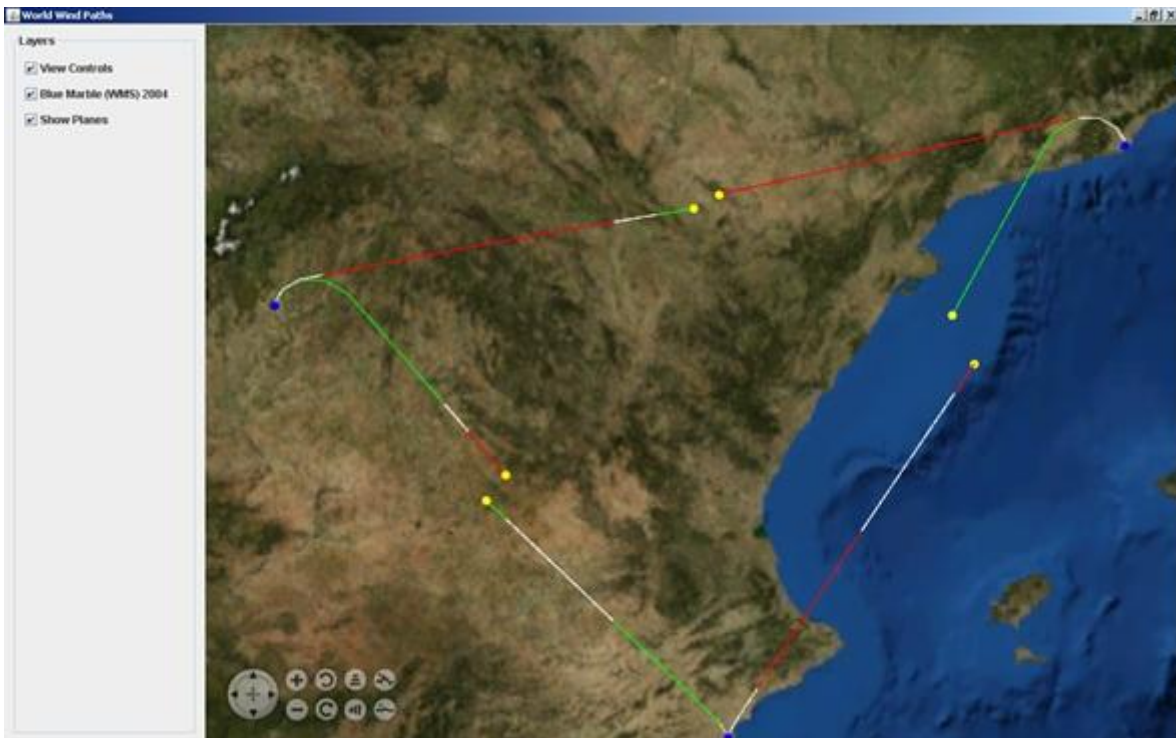 World Wind Paths
Layers
View Controls
Blue Marble (WMS) 2004
Show Planes